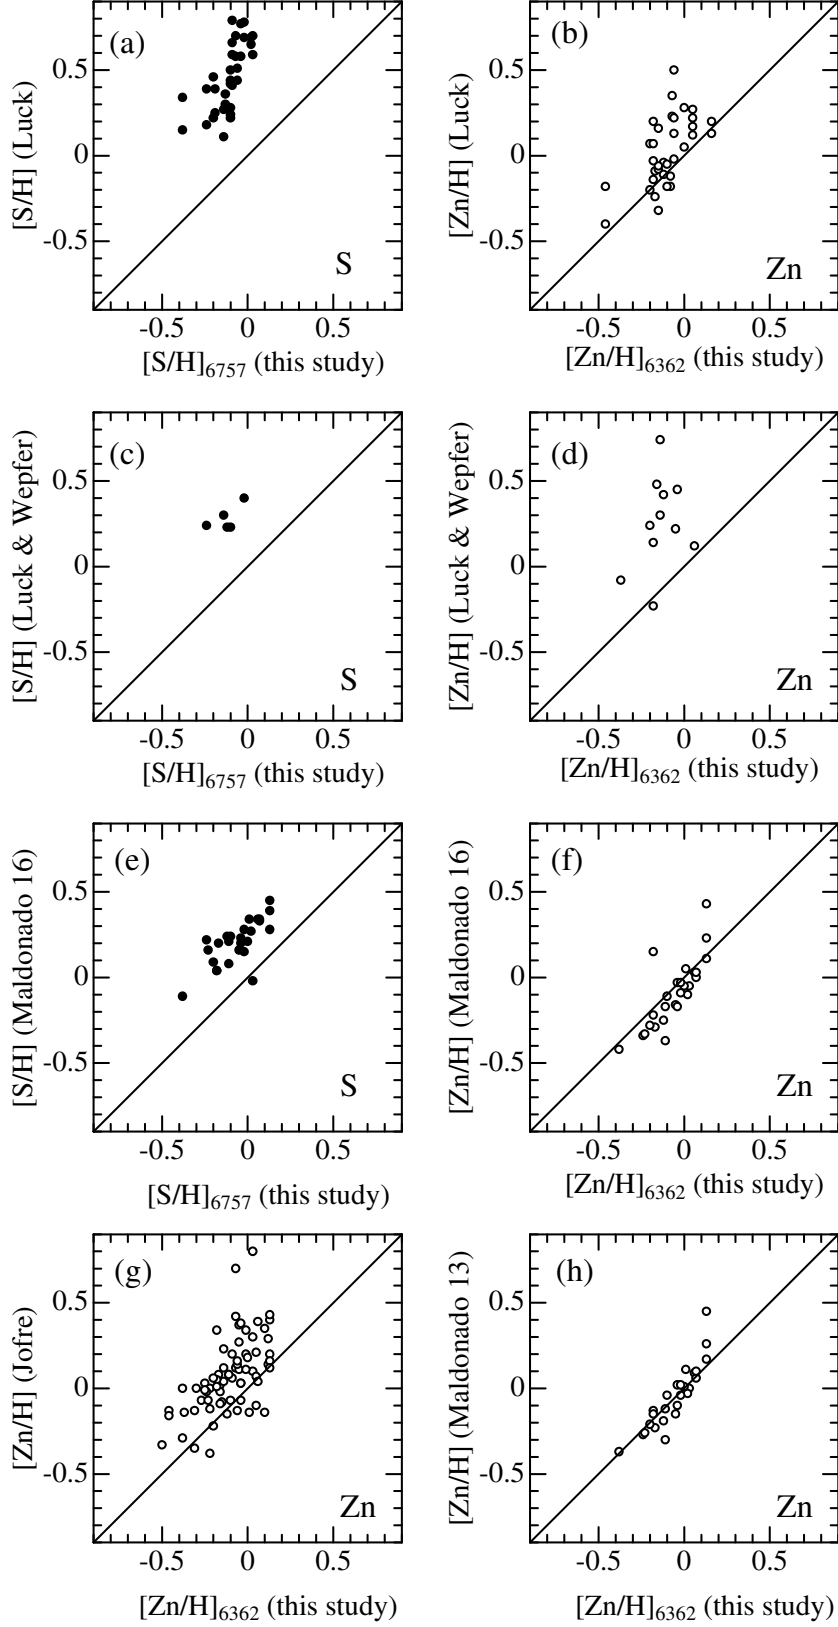 (a)
0.5
0
-0.5
[S/H] (Luck)
S
-0.5 0 0.5
[S/H]6757 (this study)
(b)
0.5
0
-0.5
[Zn/H] (Luck)
Zn
-0.5 0 0.5
[Zn/H]6362 (this study)
(c)
0.5
0
-0.5
[S/H] (Luck & Wepfer)
S
-0.5 0 0.5
[S/H]6757 (this study)
(d)
0.5
0
-0.5
[Zn/H] (Luck & Wepfer)
Zn
-0.5 0 0.5
[Zn/H]6362 (this study)
(e)
0.5
0
-0.5
[S/H] (Maldonado 16)
S
-0.5 0 0.5
[S/H]6757 (this study)
(f)
0.5
0
-0.5
[Zn/H] (Maldonado 16)
Zn
-0.5 0 0.5
[Zn/H]6362 (this study)
(g)
0.5
0
-0.5
[Zn/H] (Jofre)
Zn
-0.5 0 0.5
[Zn/H]6362 (this study)
(h)
0.5
0
-0.5
[Zn/H] (Maldonado 13)
Zn
-0.5 0 0.5
[Zn/H]6362 (this study)